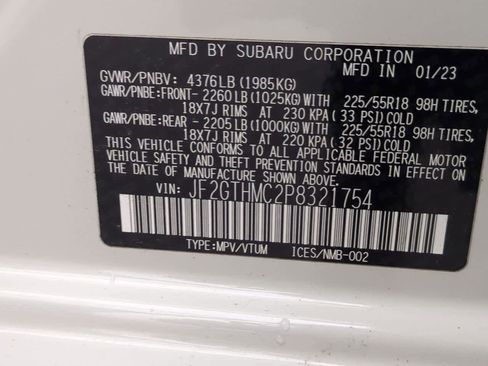 MFD BY SUBARU CORPORATION
GVWR/PNBV: 4376LB(1985KG) MFD IN 01/23
GAWR/PNBE:FRONT- 2260LB(1025KG)WITH 225/55R18 98H TIRES,
18X7J RIMS AT 230 KPA(33 PSI)COLD
GAWR/PNBE:REAR - 2205LB(1000KG)WITH 225/55R18 98H TIRES,
18X7J RIMS AT 220 KPA(32 PSI)COLD
THIS VEHICLE CONFORMS TO ALL APPLICABLE FEDERAL MOTOR
VEHICLE SAFETY AND THEFT PREVENTION STANDARDS IN EFFECT ON
THE DATE OF MANUFACTURE SHOWN ABOVE.
VIN: JF2GTHMC2P8321754
TYPE:MPV/VTUM ICES/NMB-002